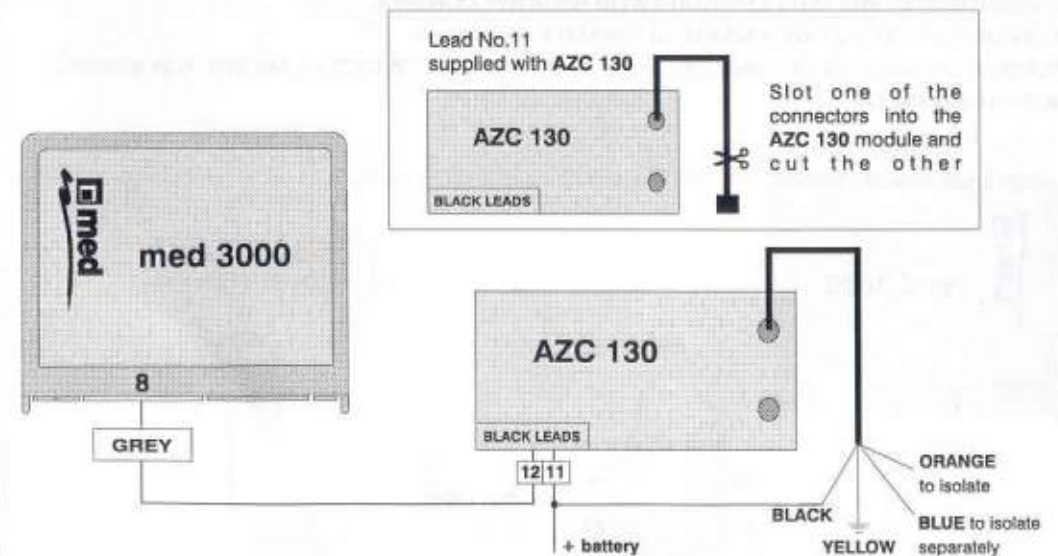 Lead No.11
supplied with AZC 130
AZC 130
BLACK LEADS
Slot one of the
connectors into the
AZC 130 module and
cut the other
med
med 3000
8
GREY
AZC 130
BLACK LEADS
12 11
+ battery
BLACK
YELLOW
ORANGE
to isolate
BLUE to isolate
separately